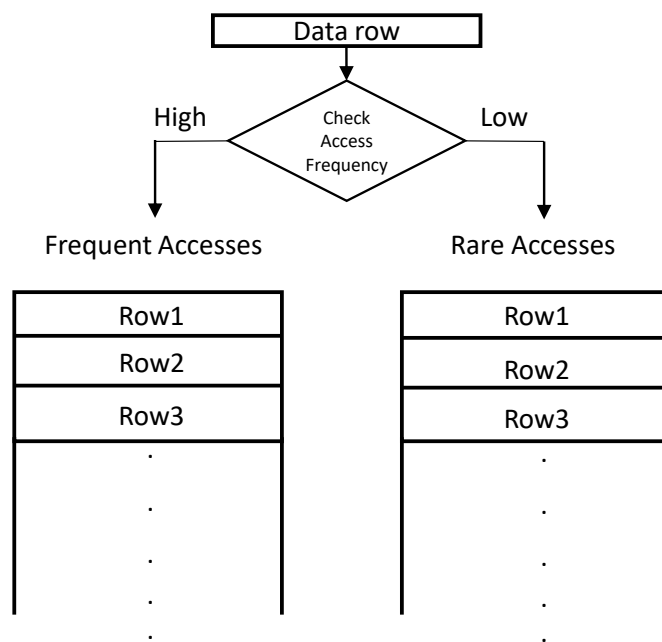 Data row
High
Check
Access
Frequency
Low
Frequent Accesses
Rare Accesses
Row1
Row2
Row3
.
.
.
.
.
Row1
Row2
Row3
.
.
.
.
.